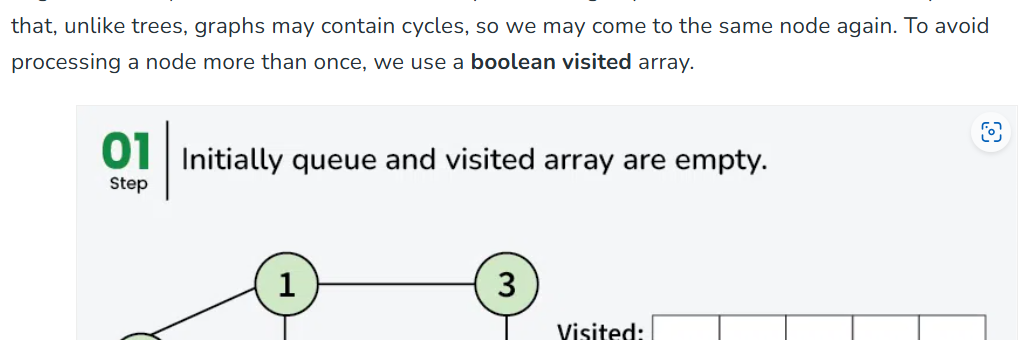 that, unlike trees, graphs may contain cycles, so we may come to the same node again. To avoid
processing a node more than once, we use a boolean visited array.
01
Step
Initially queue and visited array are empty.
1
3
Visited: